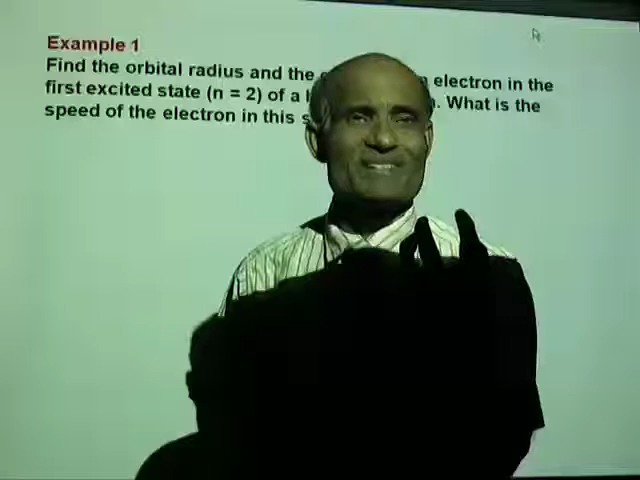 Example 1
Find the orbital radius and the electron in the
first excited state (n = 2) of a . What is the
speed of the electron in this